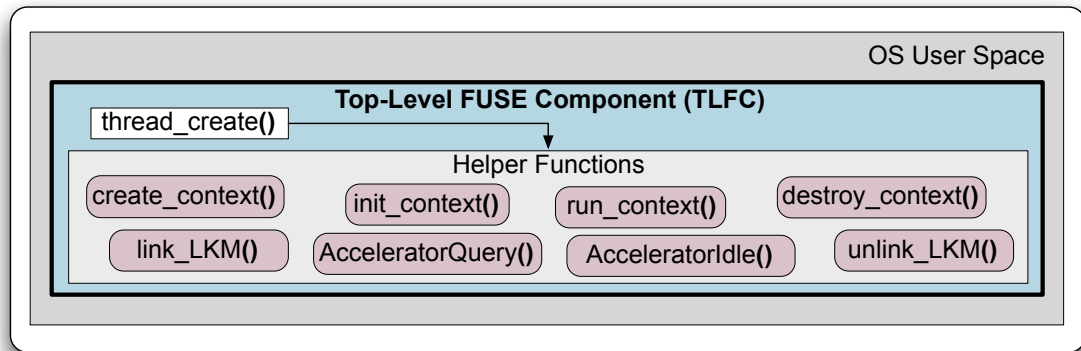 OS User Space
Top-Level FUSE Component (TLFC)
thread_create()
Helper Functions
create_context()
init_context()
run_context()
destroy_context()
link_LKM()
AcceleratorQuery()
AcceleratorIdle()
unlink_LKM()